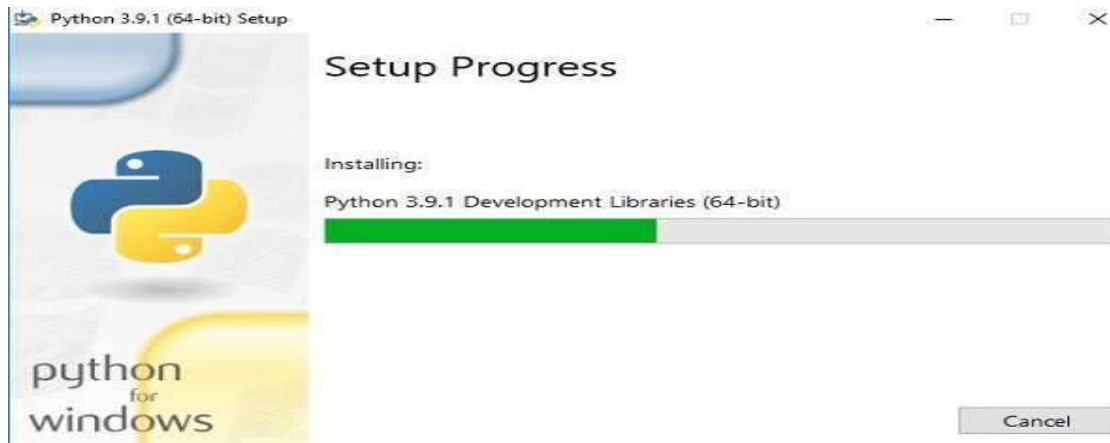 Python 3.9.1 (64-bit) Setup
Setup Progress
Installing:
Python 3.9.1 Development Libraries (64-bit)
python
for
windows
Cancel